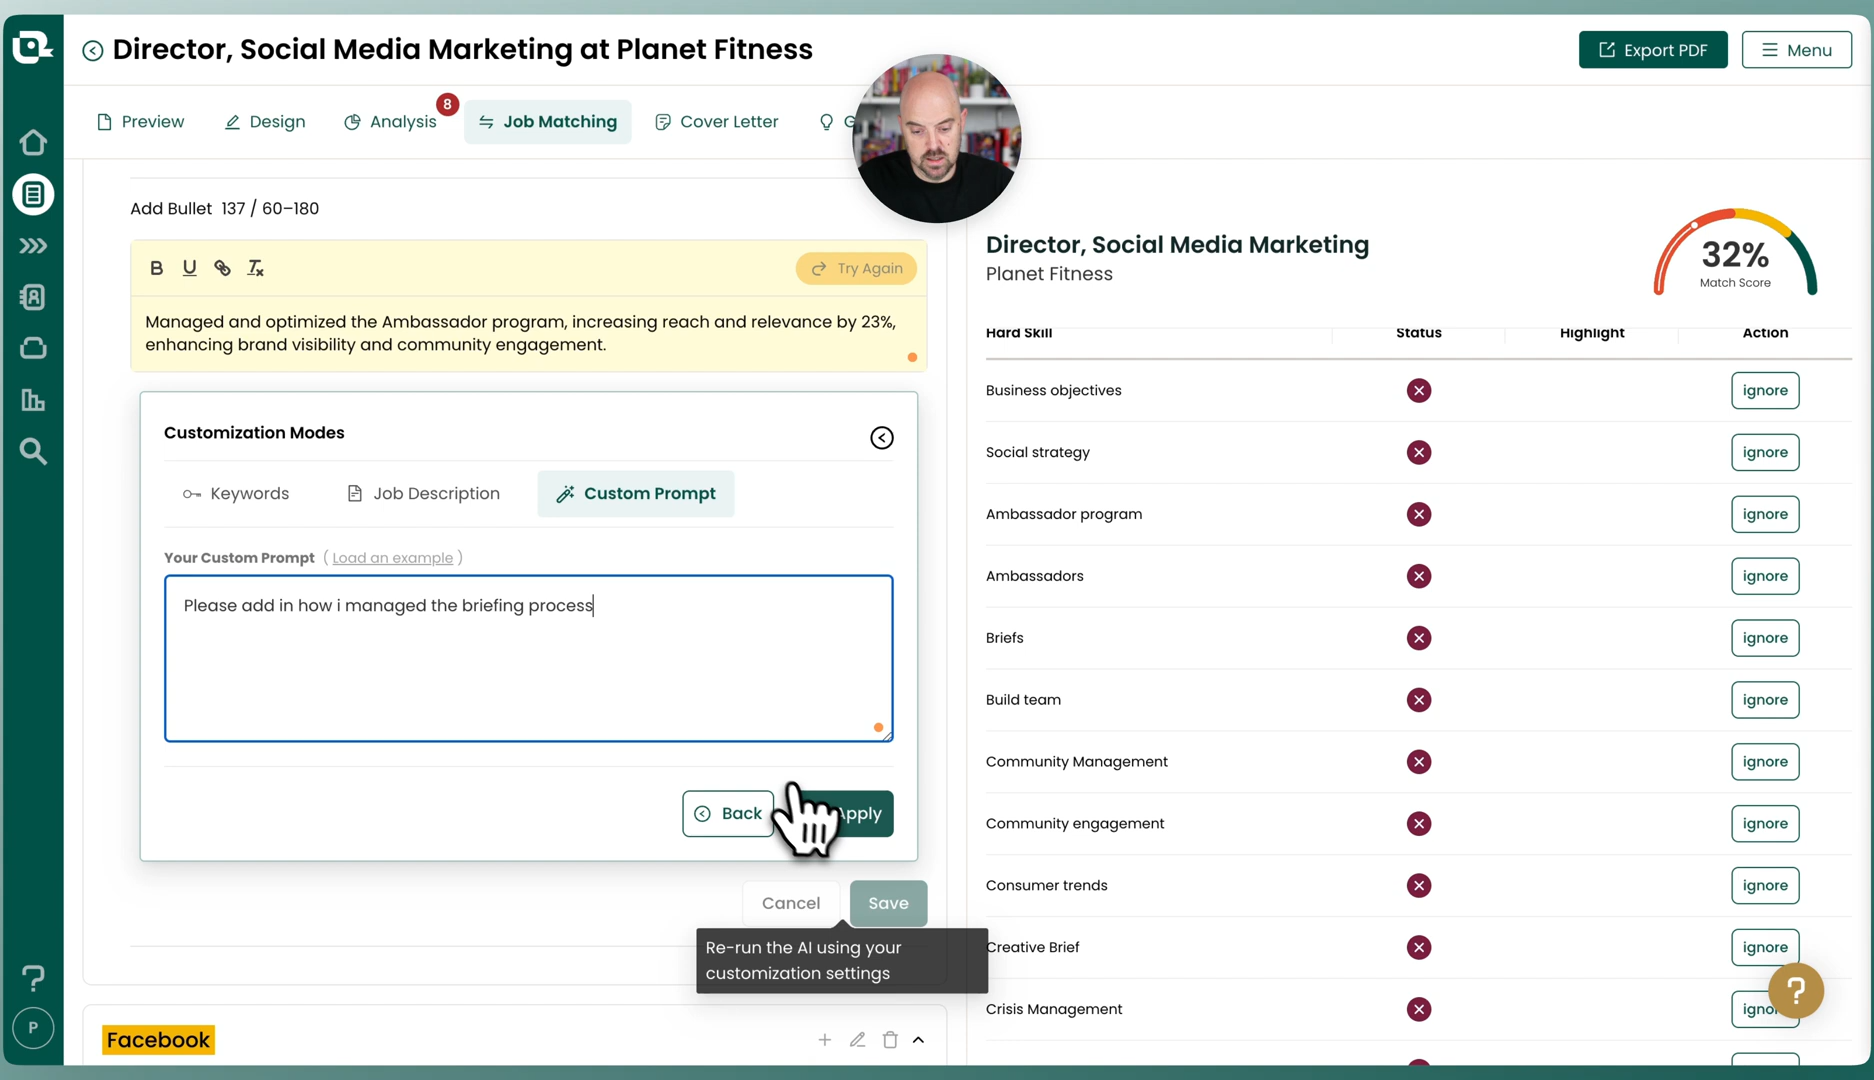 Director, Social Media Marketing at Planet Fitness
Export PDF
Menu
Preview
Design
Analysis
8
Job Matching
Cover Letter
G
Add Bullet 137 / 60–180
B U
Try Again
Managed and optimized the Ambassador program, increasing reach and relevance by 23%,
enhancing brand visibility and community engagement.
Customization Modes
Keywords
Job Description
Custom Prompt
Your Custom Prompt ( Load an example )
Please add in how i managed the briefing process
Back
Apply
Cancel
Save
Re-run the AI using your
customization settings
Facebook
Director, Social Media Marketing
Planet Fitness
32%
Match Score
Hard Skill Status Highlight Action
Business objectives ignore
Social strategy ignore
Ambassador program ignore
Ambassadors ignore
Briefs ignore
Build team ignore
Community Management ignore
Community engagement ignore
Consumer trends ignore
Creative Brief ignore
Crisis Management ignore
?
?
P